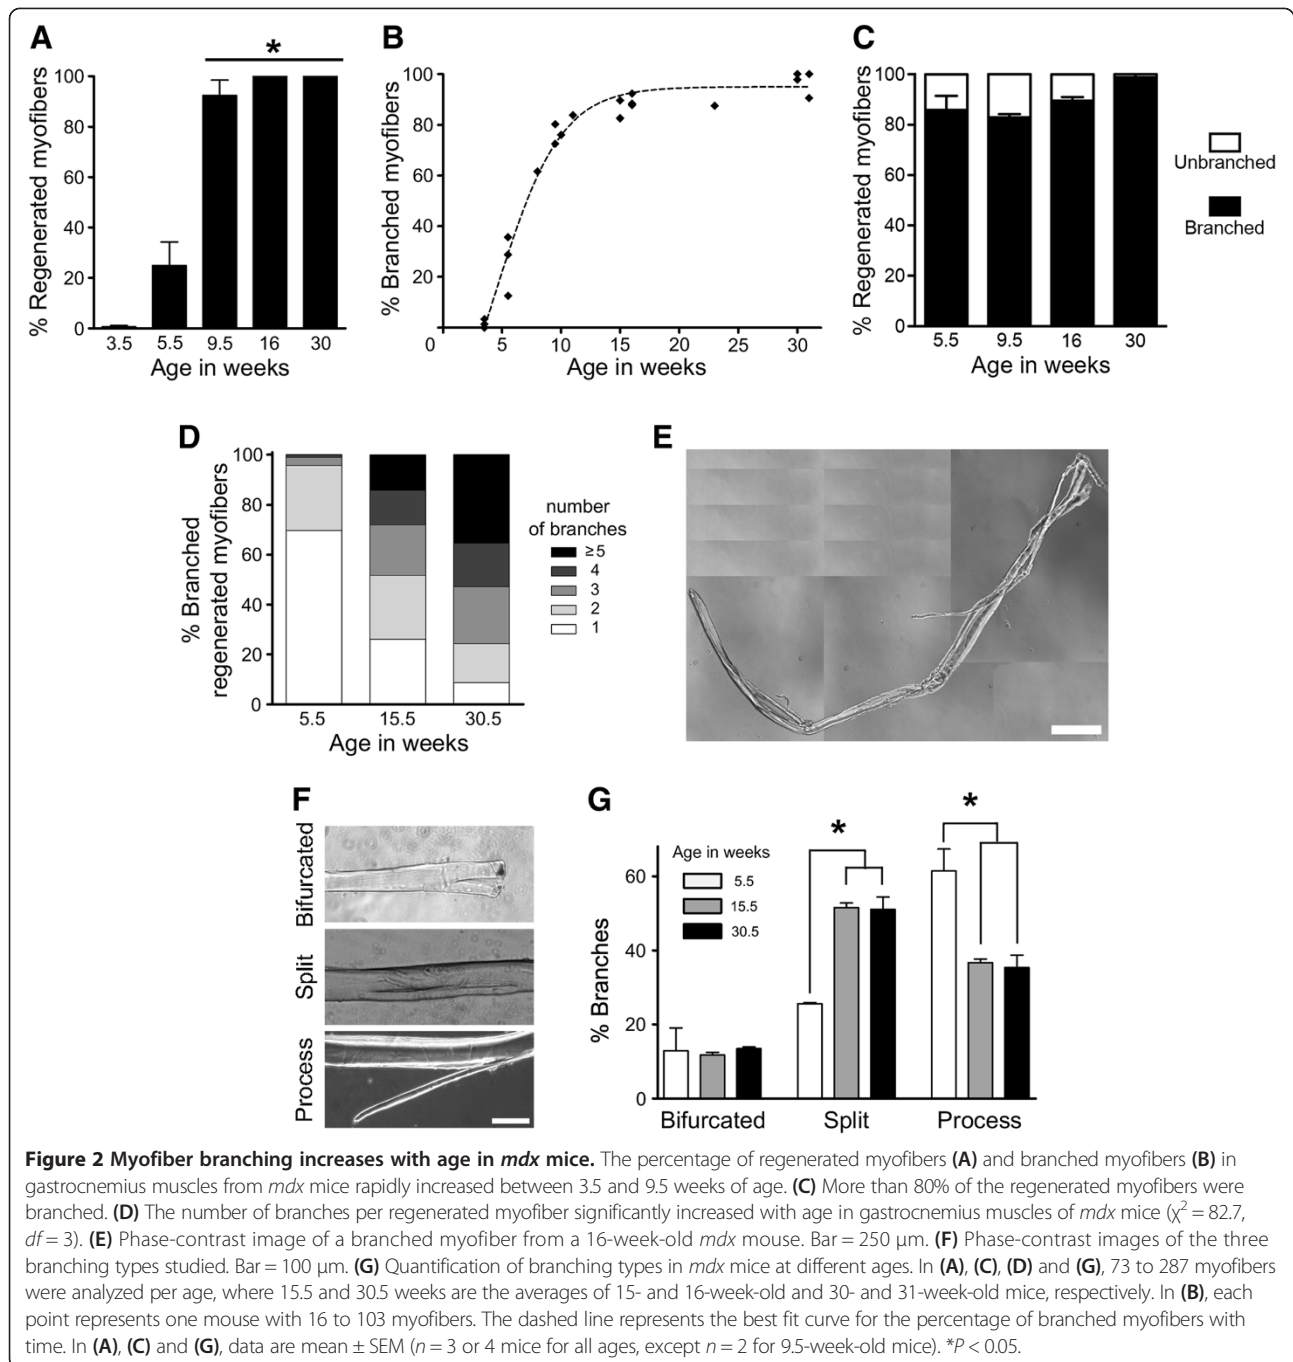 A
% Regenerated myofibers
100
80
60
40
20
0
*
3.5 5.5 9.5 16 30
Age in weeks
B
% Branched myofibers
100
80
60
40
20
0 5 10 15 20 25 30
Age in weeks
C
% Regenerated myofibers
100
80
60
40
20
0
5.5 9.5 16 30
Age in weeks
Unbranched
Branched
D
% Branched
regenerated myofibers
100
80
60
40
20
0
5.5 15.5 30.5
Age in weeks
number
of branches
≥5
4
3
2
1
E
F
Bifurcated
Split
Process
G
% Branches
60
40
20
0
Age in weeks
5.5
15.5
30.5
*
*
Bifurcated Split Process
Figure 2 Myofiber branching increases with age in mdx mice. The percentage of regenerated myofibers (A) and branched myofibers (B) in
gastrocnemius muscles from mdx mice rapidly increased between 3.5 and 9.5 weeks of age. (C) More than 80% of the regenerated myofibers were
branched. (D) The number of branches per regenerated myofiber significantly increased with age in gastrocnemius muscles of mdx mice (χ² = 82.7,
df = 3). (E) Phase-contrast image of a branched myofiber from a 16-week-old mdx mouse. Bar = 250 μm. (F) Phase-contrast images of the three
branching types studied. Bar = 100 μm. (G) Quantification of branching types in mdx mice at different ages. In (A), (C), (D) and (G), 73 to 287 myofibers
were analyzed per age, where 15.5 and 30.5 weeks are the averages of 15- and 16-week-old and 30- and 31-week-old mice, respectively. In (B), each
point represents one mouse with 16 to 103 myofibers. The dashed line represents the best fit curve for the percentage of branched myofibers with
time. In (A), (C) and (G), data are mean ± SEM (n = 3 or 4 mice for all ages, except n = 2 for 9.5-week-old mice). *P < 0.05.